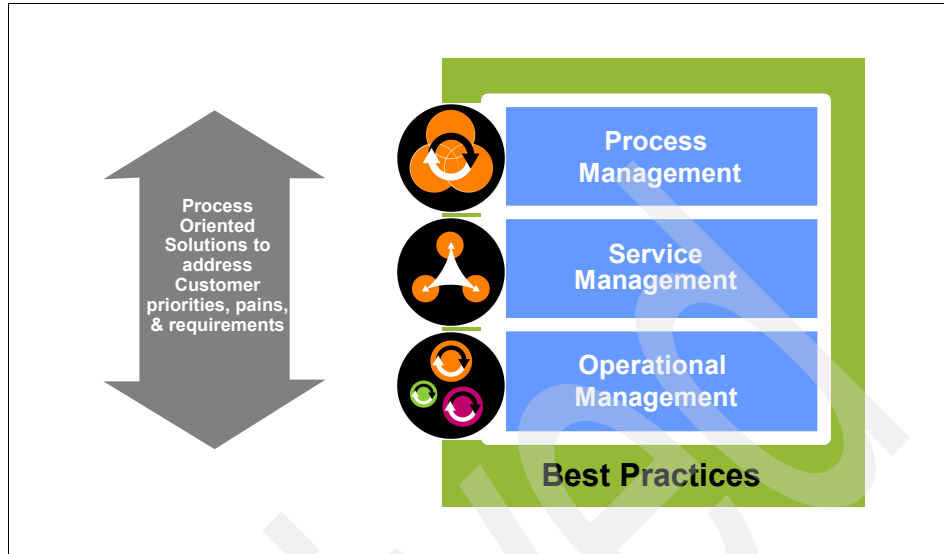 Process
Oriented
Solutions to
address
Customer
priorities, pains,
& requirements
Process
Management
Service
Management
Operational
Management
Best Practices